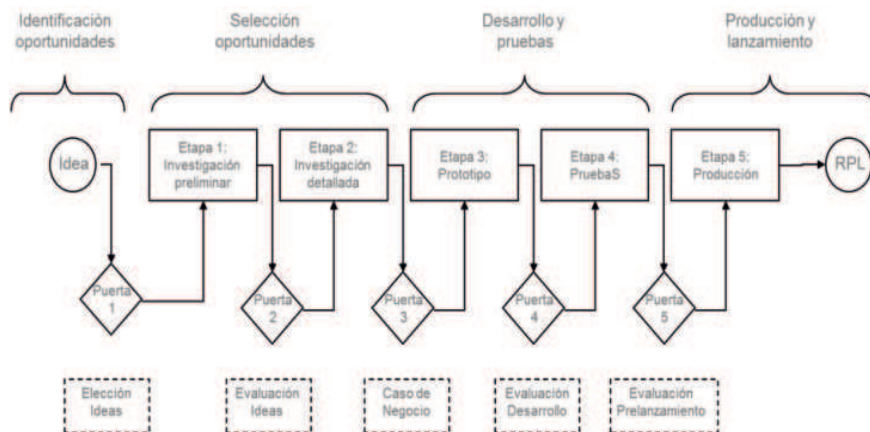 Identificación
oportunidades
Selección
oportunidades
Desarrollo y
pruebas
Producción y
lanzamiento
Idea
Etapa 1:
Investigación
preliminar
Etapa 2:
Investigación
detallada
Etapa 3:
Prototipo
Etapa 4:
PruebaS
Etapa 5:
Producción
RPL
Puerta
1
Puerta
2
Puerta
3
Puerta
4
Puerta
5
Elección
Ideas
Evaluación
Ideas
Caso de
Negocio
Evaluación
Desarrollo
Evaluación
Prelanzamiento